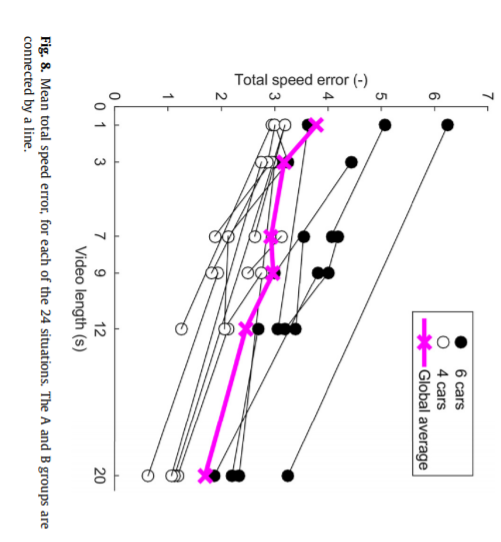 Total speed error (-)
7
6
5
4
3
2
1
0
0 1 3 7 9 12 20
Video length (s)
6 cars
4 cars
Global average
Fig. 8. Mean total speed error, for each of the 24 situations. The A and B groups are
connected by a line.